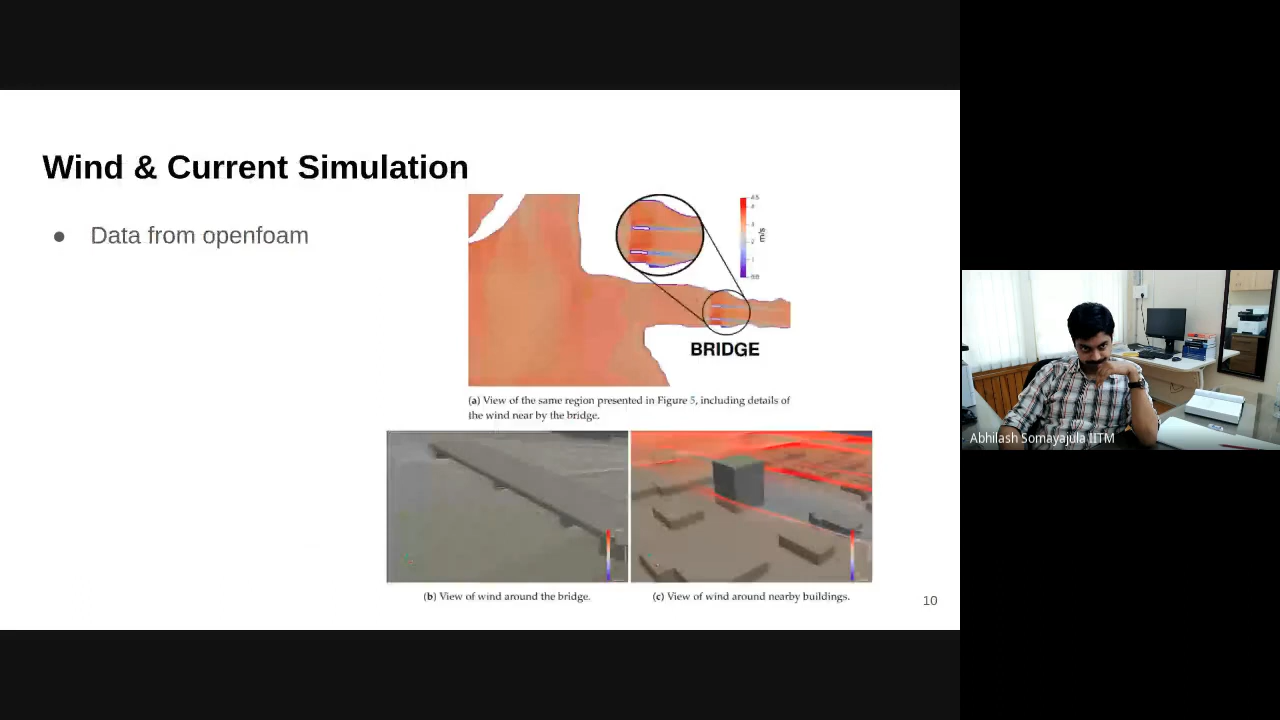 Wind & Current Simulation
● Data from openfoam
m/s
BRIDGE
(a) View of the same region presented in Figure 5, including details of
the wind near by the bridge.
(b) View of wind around the bridge.
(c) View of wind around nearby buildings.
10
Abhilash Somayajula IITM